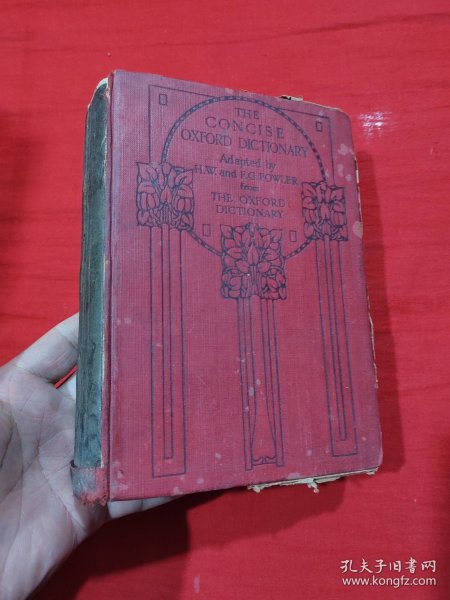 THE
CONCISE
OXFORD DICTIONARY
Adapted by
H.W. and F.G. FOWLER
from
THE OXFORD
DICTIONARY
孔夫子旧书网
www.kongfz.com